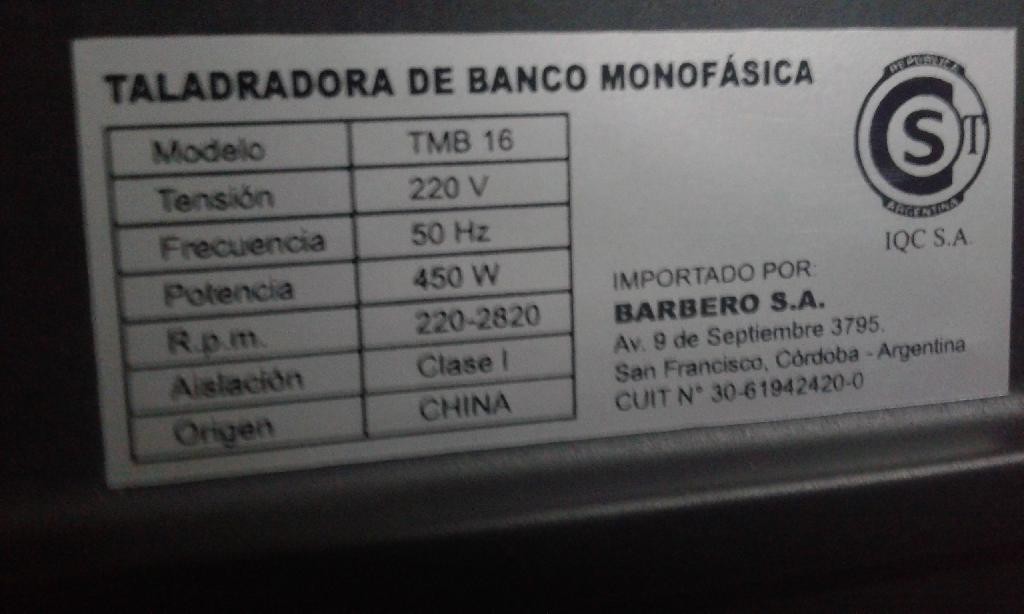 TALADRADORA DE BANCO MONOFÁSICA
Modelo TMB 16
Tensión 220 V
Frecuencia 50 Hz
Potencia 450 W
R.p.m. 220-2820
Aislación Clase I
Origen CHINA
REPÚBLICA
C S T
ARGENTINA
IQC S.A.
IMPORTADO POR:
BARBERO S.A.
Av. 9 de Septiembre 3795.
San Francisco, Córdoba - Argentina
CUIT N° 30-61942420-0